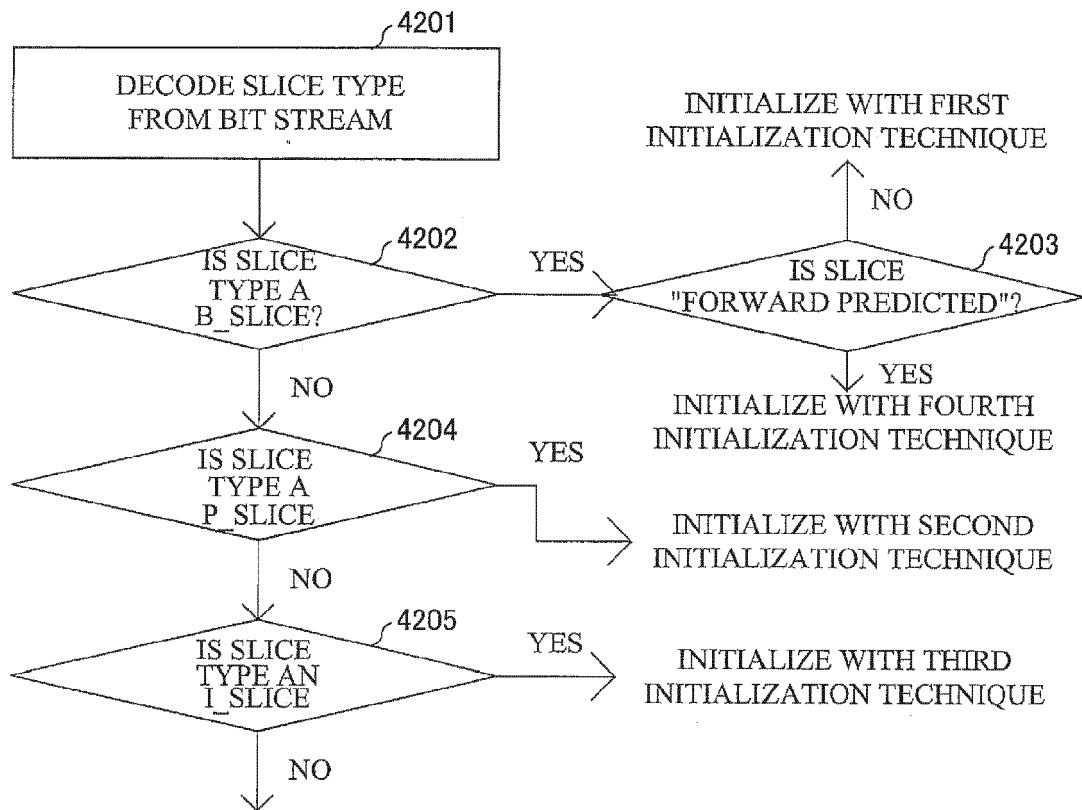 4201
DECODE SLICE TYPE
FROM BIT STREAM
INITIALIZE WITH FIRST
INITIALIZATION TECHNIQUE
NO
4202
IS SLICE
TYPE A
B_SLICE?
YES
4203
IS SLICE
"FORWARD PREDICTED"?
NO
YES
INITIALIZE WITH FOURTH
INITIALIZATION TECHNIQUE
4204
IS SLICE
TYPE A
P_SLICE
YES
INITIALIZE WITH SECOND
INITIALIZATION TECHNIQUE
NO
4205
IS SLICE
TYPE AN
I_SLICE
YES
INITIALIZE WITH THIRD
INITIALIZATION TECHNIQUE
NO